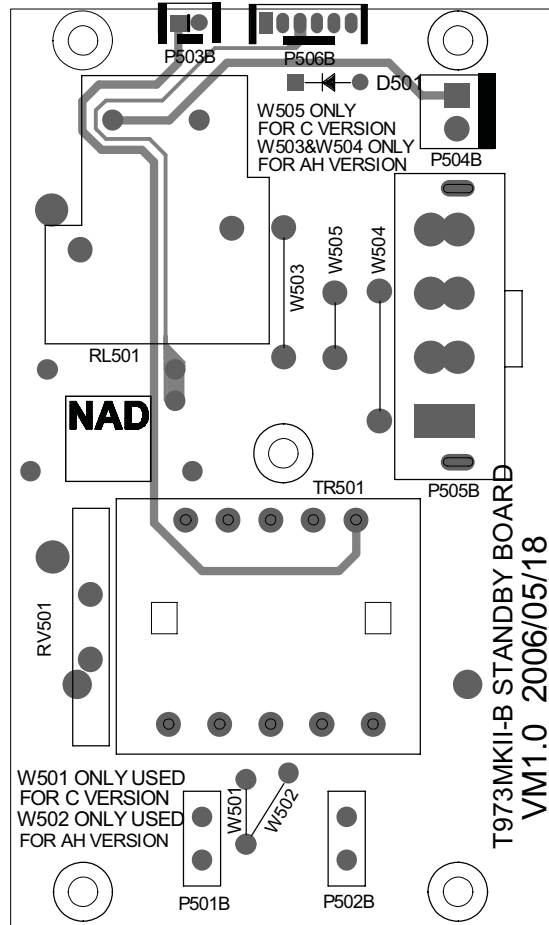 P503B
P506B
D501
W505 ONLY
FOR C VERSION
W503&W504 ONLY
FOR AH VERSION
P504B
W503
W505
W504
RL501
NAD
TR501
P505B
RV501
T973MKII-B STANDBY BOARD
VM1.0 2006/05/18
W501 ONLY USED
FOR C VERSION
W502 ONLY USED
FOR AH VERSION
W501
W502
P501B
P502B